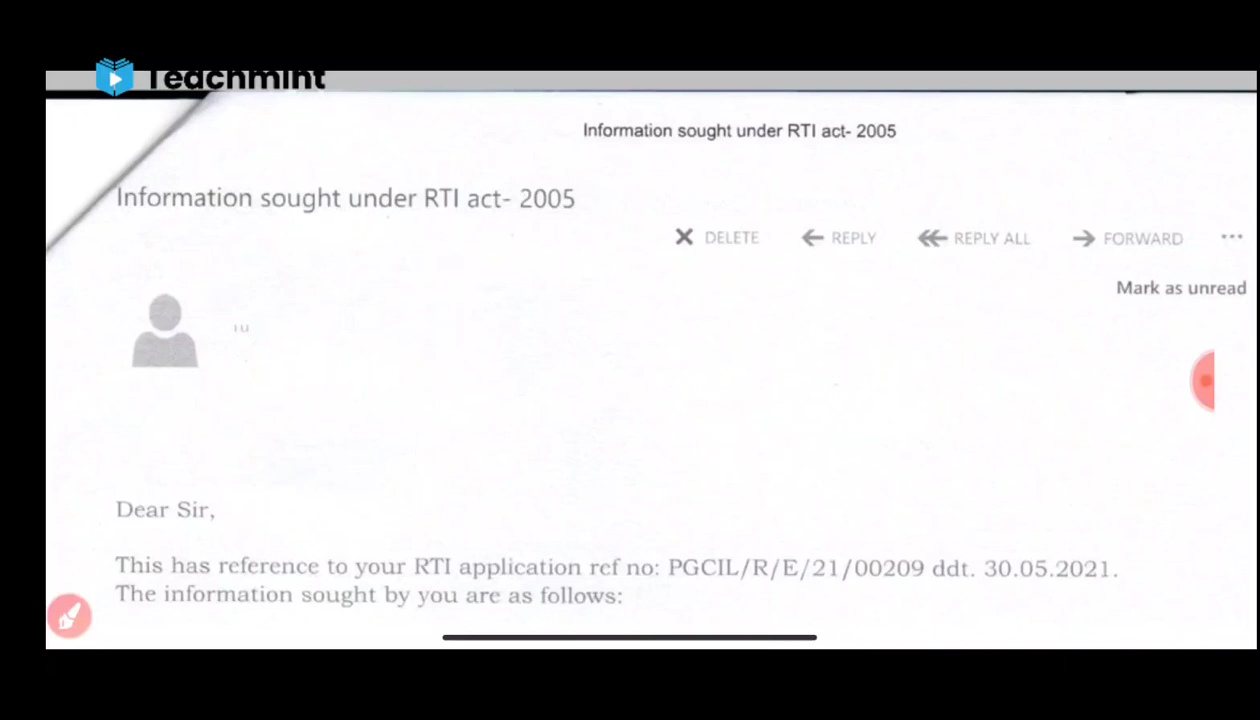 Teachmint
Information sought under RTI act- 2005
Information sought under RTI act- 2005
DELETE REPLY REPLY ALL FORWARD ...
Mark as unread
Dear Sir,
This has reference to your RTI application ref no: PGCIL/R/E/21/00209 ddt. 30.05.2021.
The information sought by you are as follows: